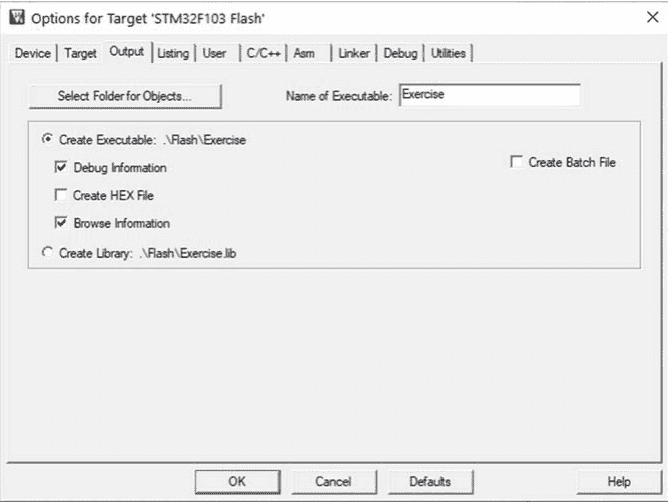 Options for Target 'STM32F103 Flash'
Device Target Output Listing User C/C++ Asm Linker Debug Utilities
Select Folder for Objects... Name of Executable: Exercise
Create Executable: .\Flash\Exercise
Debug Information Create Batch File
Create HEX File
Browse Information
Create Library: .\Flash\Exercise.lib
OK Cancel Defaults Help